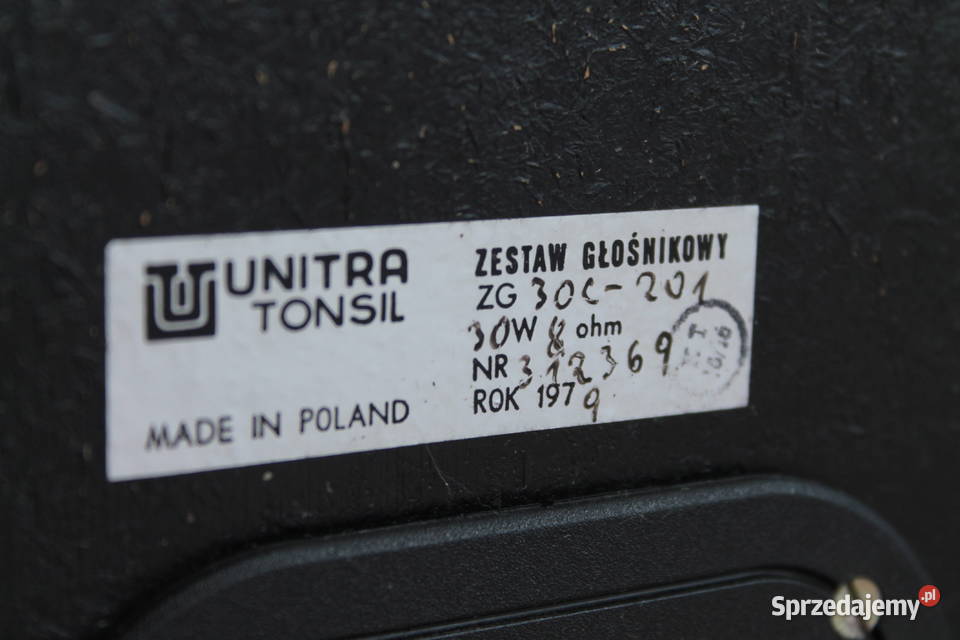 UNITRA
TONSIL
MADE IN POLAND
ZESTAW GŁOŚNIKOWY
ZG 30C-201
30W 8 ohm
NR 312369
ROK 1979
Sprzedajemy.pl